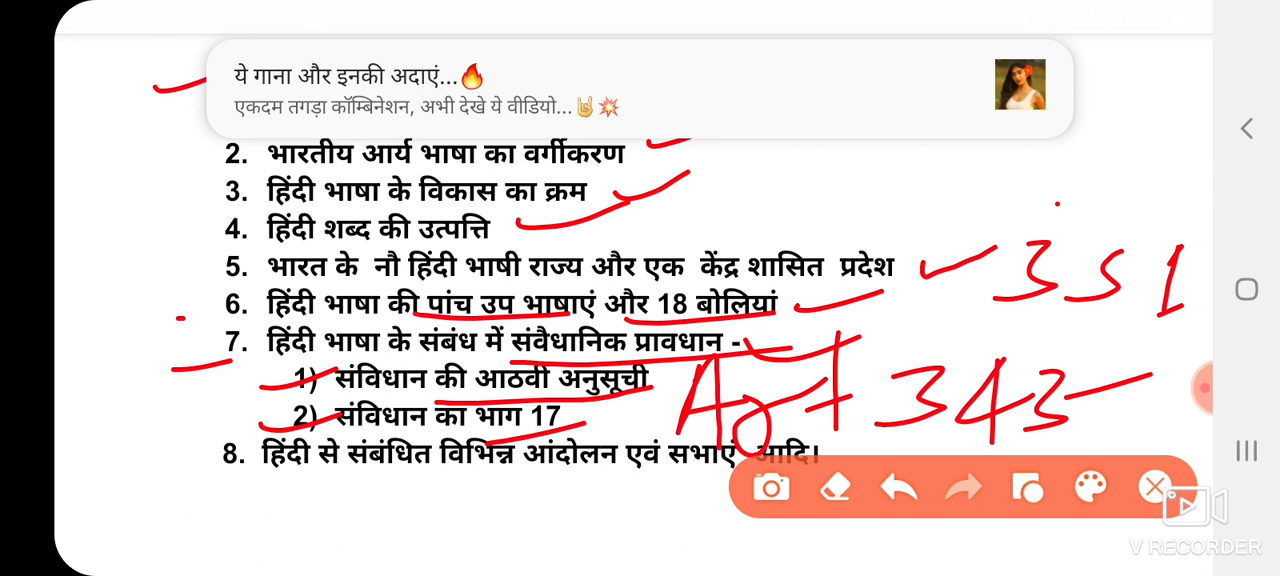 ये गाना और इनकी अदाएं...🔥
एकदम तगड़ा कॉम्बिनेशन, अभी देखे ये वीडियो...🤘💥
2. भारतीय आर्य भाषा का वर्गीकरण
3. हिंदी भाषा के विकास का क्रम
4. हिंदी शब्द की उत्पत्ति
5. भारत के नौ हिंदी भाषी राज्य और एक केंद्र शासित प्रदेश
351
6. हिंदी भाषा की पांच उप भाषाएं और 18 बोलियां
7. हिंदी भाषा के संबंध में संवैधानिक प्रावधान -
1) संविधान की आठवी अनुसूची
Art 343
2) संविधान का भाग 17
8. हिंदी से संबंधित विभिन्न आंदोलन एवं सभाएं आदि।
V RECORDER